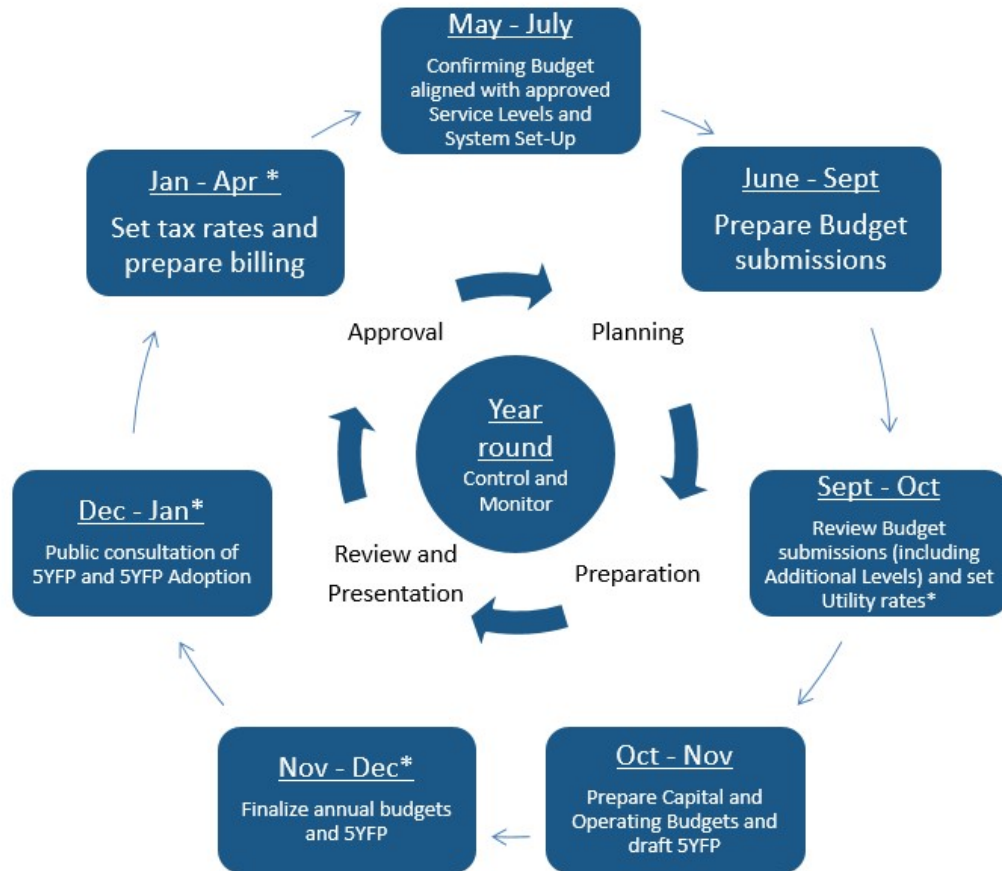 May - July
Confirming Budget
aligned with approved
Service Levels and
System Set-Up
June - Sept
Prepare Budget
submissions
Sept - Oct
Review Budget
submissions (including
Additional Levels) and set
Utility rates*
Oct - Nov
Prepare Capital and
Operating Budgets and
draft 5YFP
Nov - Dec*
Finalize annual budgets
and 5YFP
Dec - Jan*
Public consultation of
5YFP and 5YFP Adoption
Jan - Apr *
Set tax rates and
prepare billing
Approval
Planning
Preparation
Review and
Presentation
Year
round
Control and
Monitor